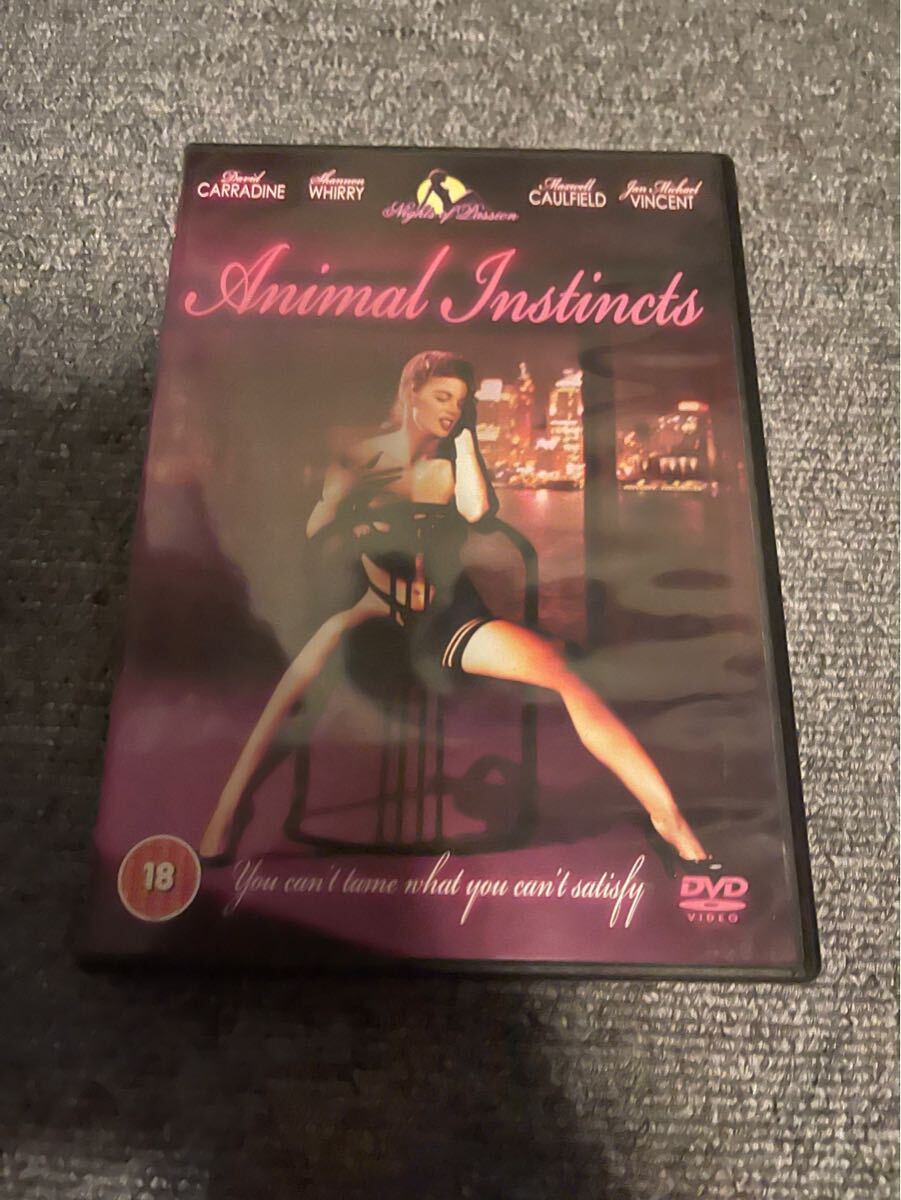 David CARRADINE
Shannon WHIRRY
Nights of Passion
Maxwell CAULFIELD
Jan Michael VINCENT
Animal Instincts
18
You can't tame what you can't satisfy
DVD
VIDEO